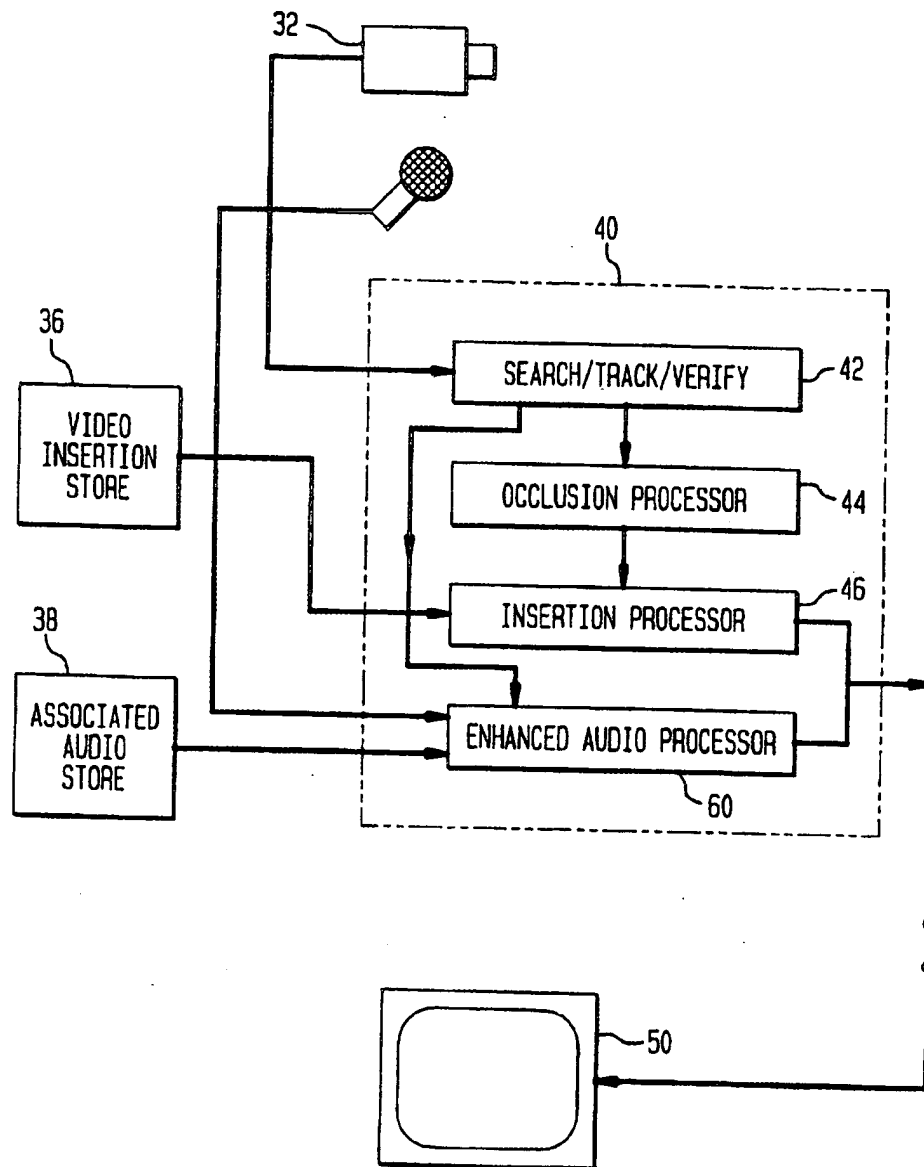 32
40
36
VIDEO
INSERTION
STORE
SEARCH/TRACK/VERIFY
42
OCCLUSION PROCESSOR
44
INSERTION PROCESSOR
46
38
ASSOCIATED
AUDIO
STORE
ENHANCED AUDIO PROCESSOR
60
50